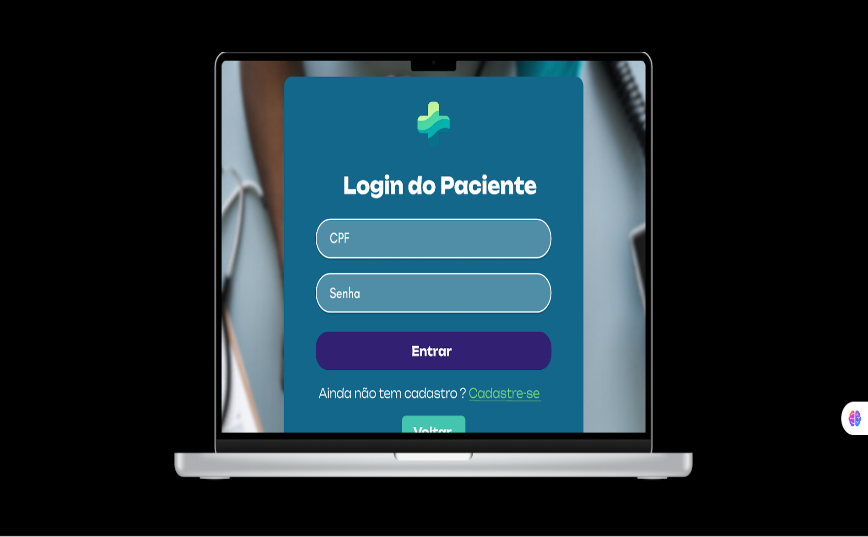 Login do Paciente
CPF
Senha
Entrar
Ainda não tem cadastro ? Cadastre-se
Voltar